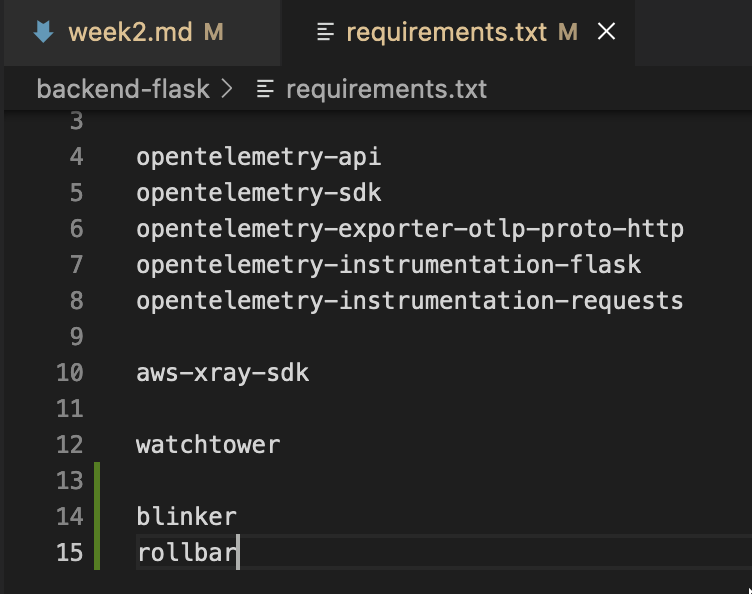 week2.md M
requirements.txt M
backend-flask > requirements.txt
3
4 opentelemetry-api
5 opentelemetry-sdk
6 opentelemetry-exporter-otlp-proto-http
7 opentelemetry-instrumentation-flask
8 opentelemetry-instrumentation-requests
9
10 aws-xray-sdk
11
12 watchtower
13
14 blinker
15 rollbar